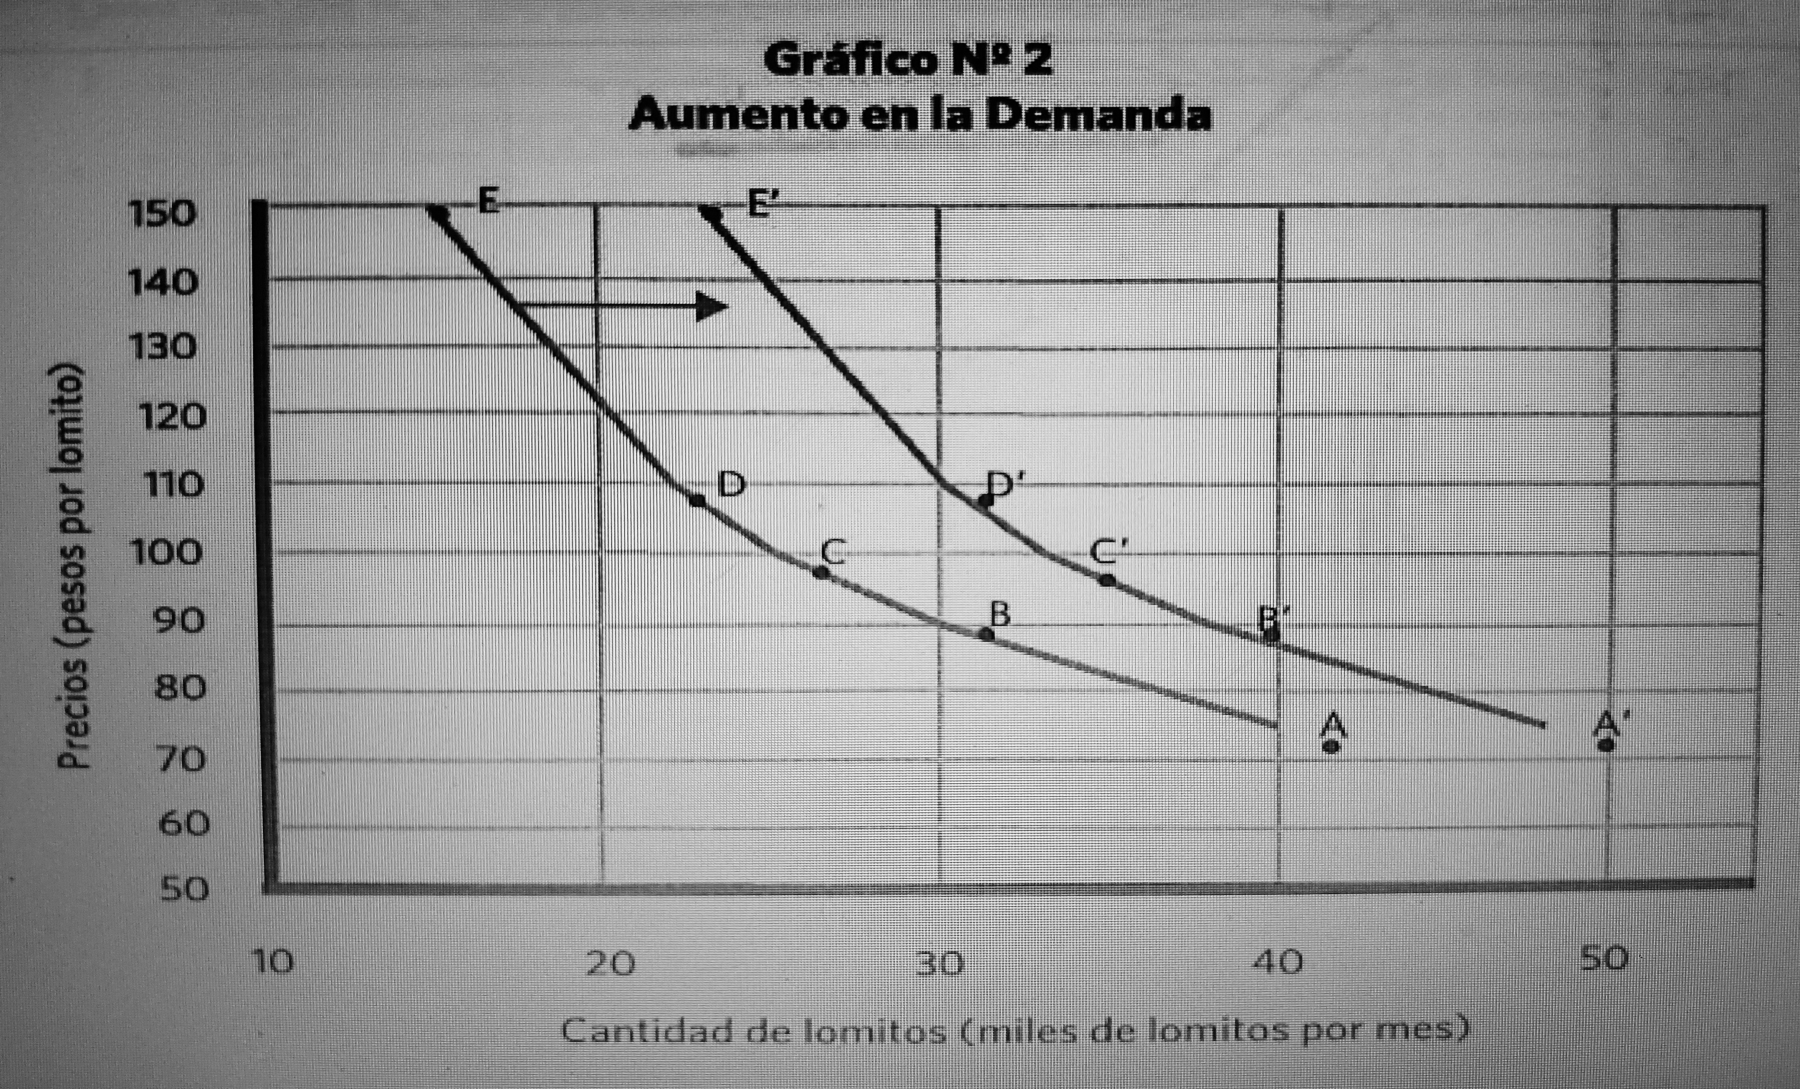 Gráfico Nº 2
Aumento en la Demanda
Precios (pesos por lomito)
150
140
130
120
110
100
90
80
70
60
50
E
E'
D
D'
C
C'
B
B'
A
A'
10
20
30
40
50
Cantidad de lomitos (miles de lomitos por mes)